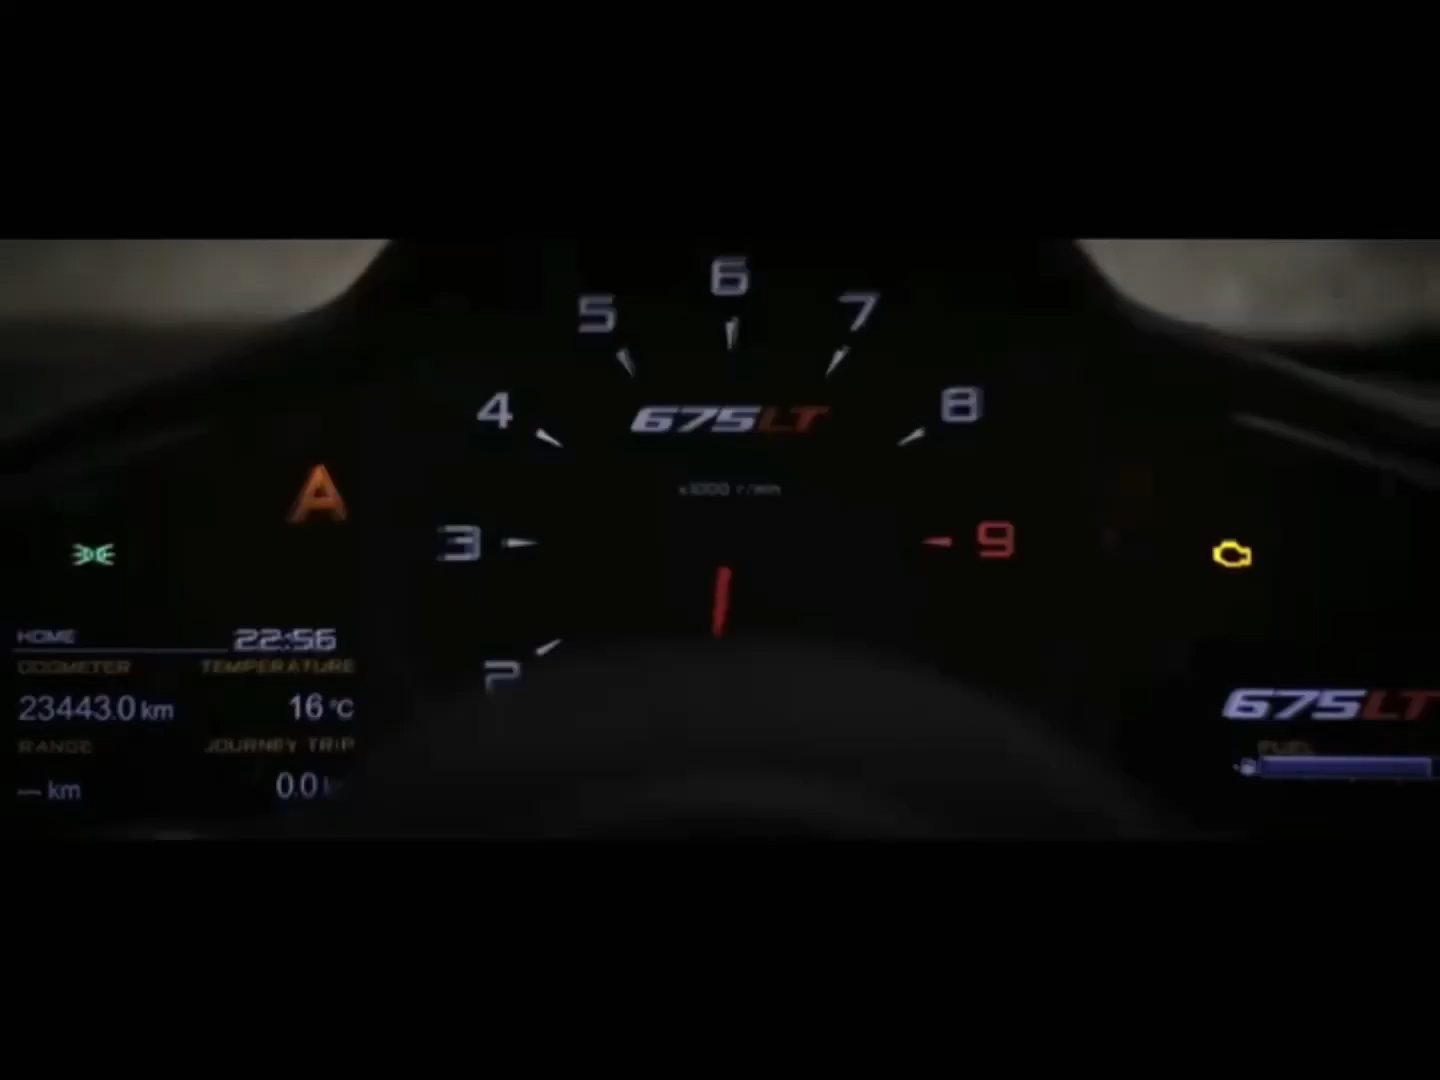 6
5 7
4 8
675LT
x1000 r/min
3 9
A
2
HOME 22:56
ODOMETER TEMPERATURE
23443.0 km 16 °C
RANGE JOURNEY TRIP
--- km 0.0
675LT
FUEL